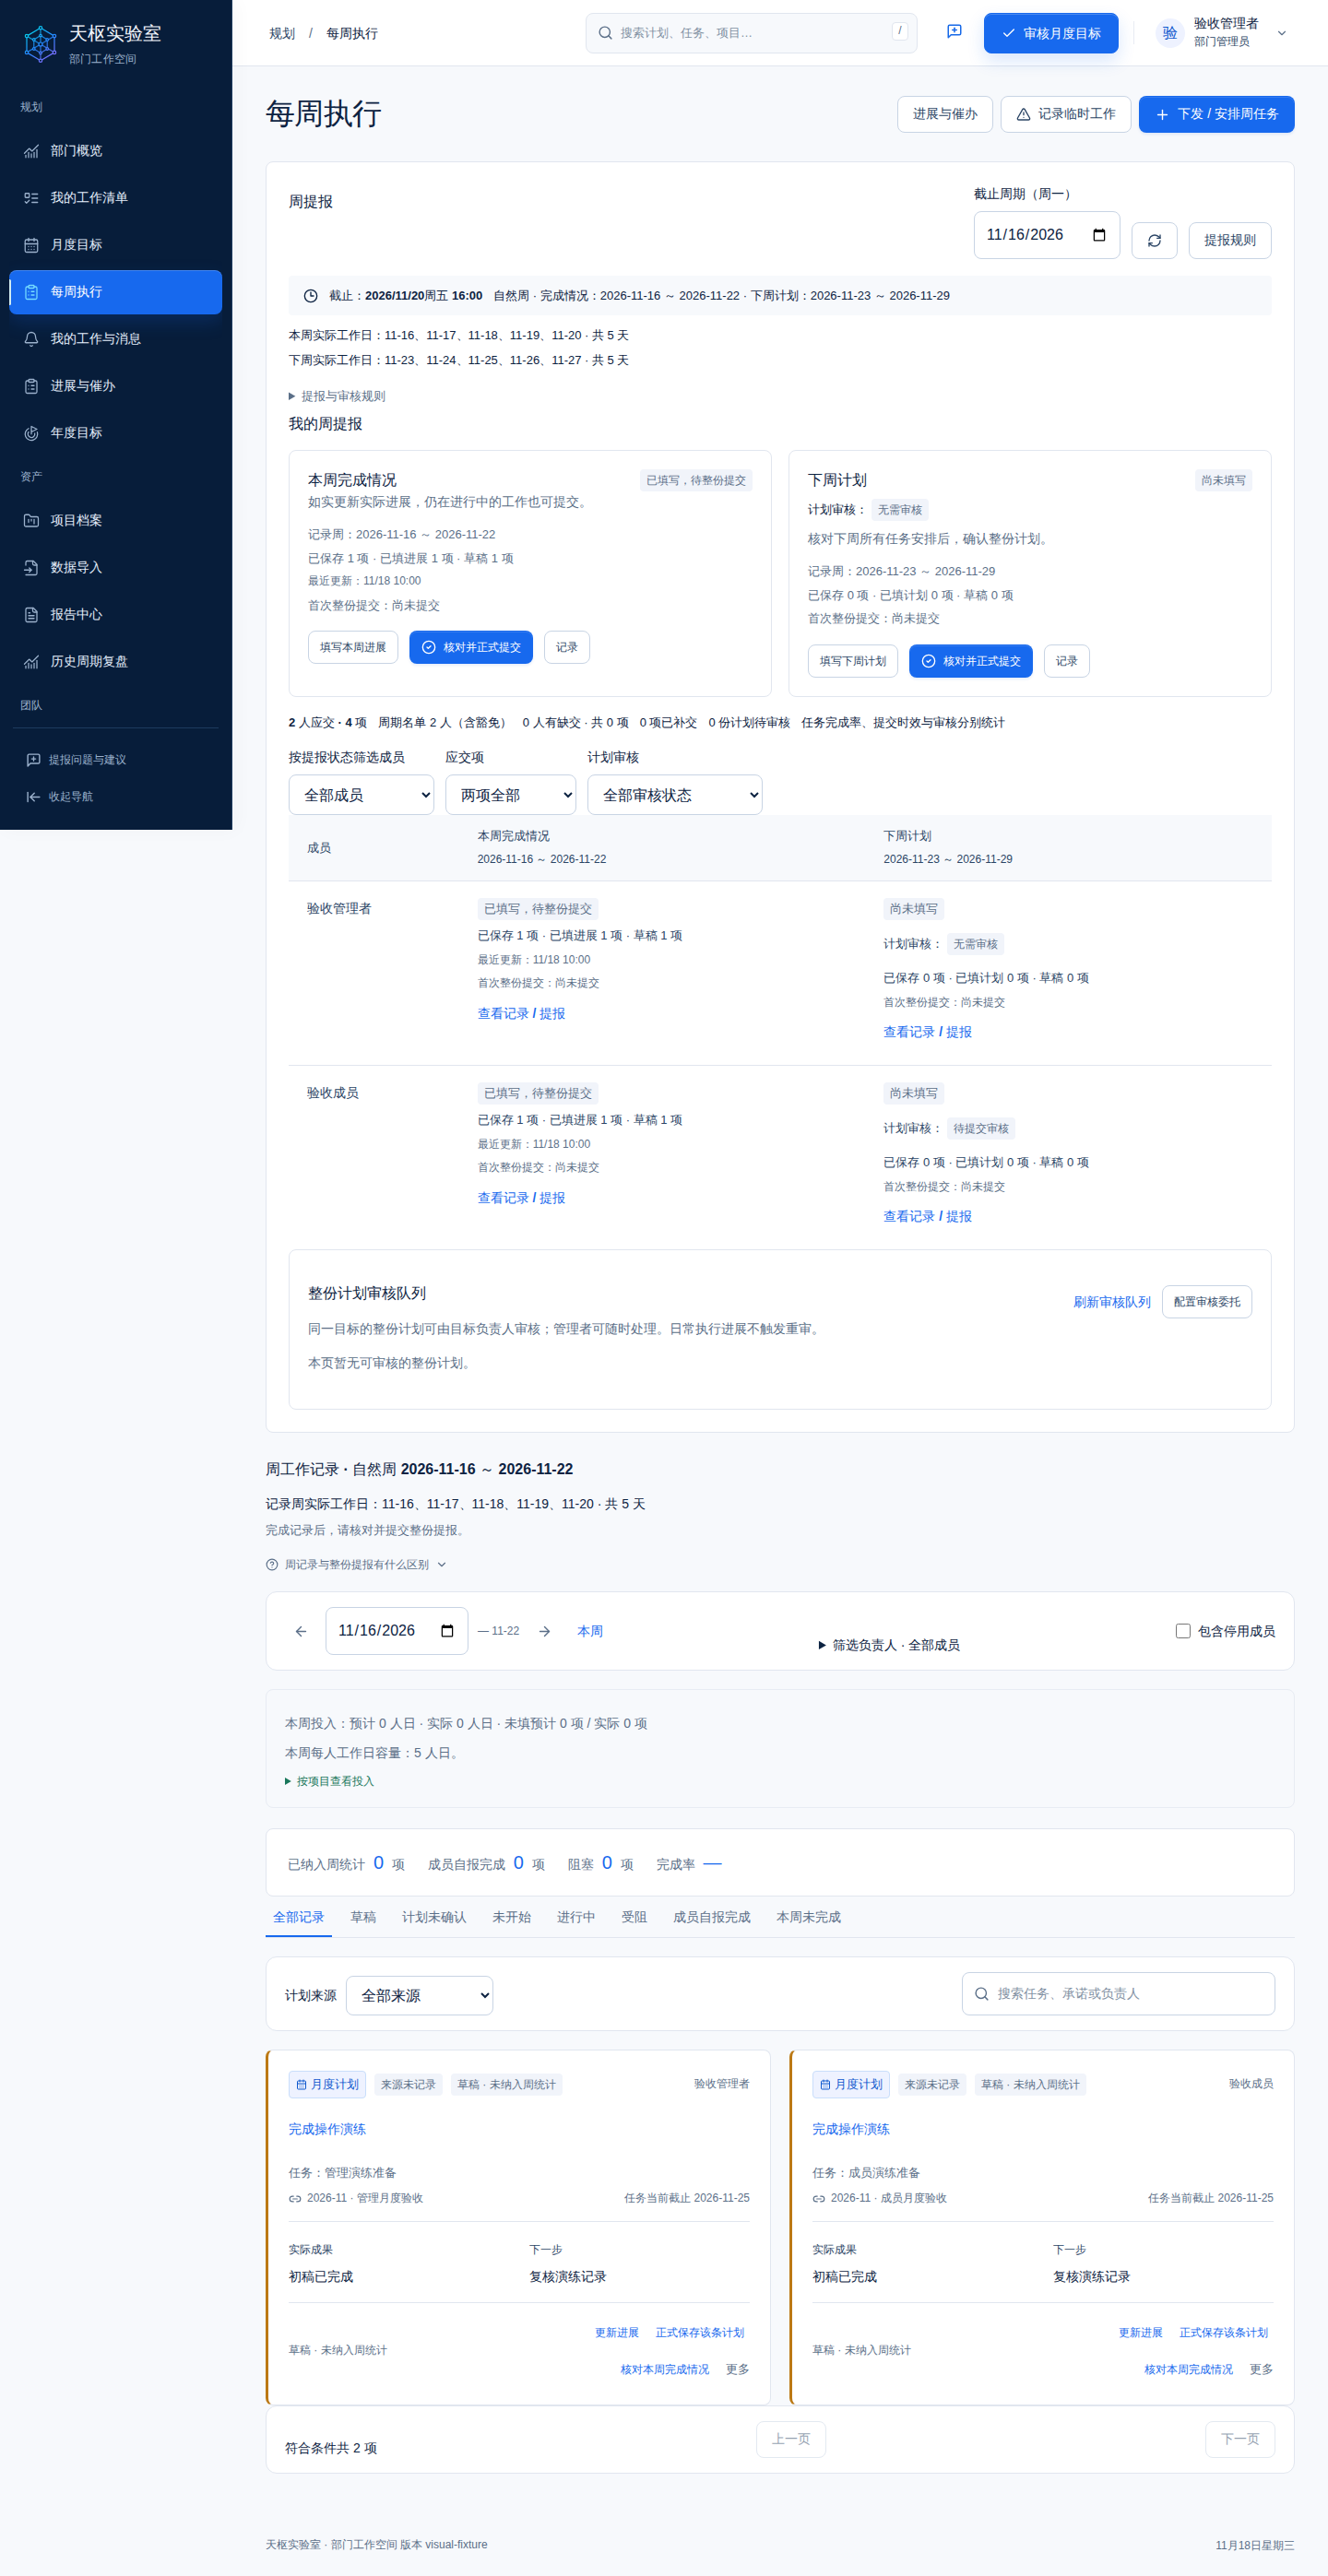 天枢实验室
部门工作空间
规划
部门概览
我的工作清单
月度目标
每周执行
我的工作与消息
进展与催办
年度目标
资产
项目档案
数据导入
报告中心
历史周期复盘
团队
提报问题与建议
收起导航
规划 / 每周执行
搜索计划、任务、项目… /
审核月度目标
验
验收管理者
部门管理员
每周执行
进展与催办
记录临时工作
下发 / 安排周任务
周提报
截止周期（周一）
11/16/2026
提报规则
截止：2026/11/20周五 16:00 自然周 · 完成情况：2026-11-16 ～ 2026-11-22 · 下周计划：2026-11-23 ～ 2026-11-29
本周实际工作日：11-16、11-17、11-18、11-19、11-20 · 共 5 天
下周实际工作日：11-23、11-24、11-25、11-26、11-27 · 共 5 天
提报与审核规则
我的周提报
本周完成情况 已填写，待整份提交
如实更新实际进展，仍在进行中的工作也可提交。
记录周：2026-11-16 ～ 2026-11-22
已保存 1 项 · 已填进展 1 项 · 草稿 1 项
最近更新：11/18 10:00
首次整份提交：尚未提交
填写本周进展 核对并正式提交 记录
下周计划 尚未填写
计划审核： 无需审核
核对下周所有任务安排后，确认整份计划。
记录周：2026-11-23 ～ 2026-11-29
已保存 0 项 · 已填计划 0 项 · 草稿 0 项
首次整份提交：尚未提交
填写下周计划 核对并正式提交 记录
2 人应交 · 4 项 周期名单 2 人（含豁免） 0 人有缺交 · 共 0 项 0 项已补交 0 份计划待审核 任务完成率、提交时效与审核分别统计
按提报状态筛选成员 应交项 计划审核
全部成员 两项全部 全部审核状态
成员
本周完成情况
2026-11-16 ～ 2026-11-22
下周计划
2026-11-23 ～ 2026-11-29
验收管理者
已填写，待整份提交
已保存 1 项 · 已填进展 1 项 · 草稿 1 项
最近更新：11/18 10:00
首次整份提交：尚未提交
查看记录 / 提报
尚未填写
计划审核： 无需审核
已保存 0 项 · 已填计划 0 项 · 草稿 0 项
首次整份提交：尚未提交
查看记录 / 提报
验收成员
已填写，待整份提交
已保存 1 项 · 已填进展 1 项 · 草稿 1 项
最近更新：11/18 10:00
首次整份提交：尚未提交
查看记录 / 提报
尚未填写
计划审核： 待提交审核
已保存 0 项 · 已填计划 0 项 · 草稿 0 项
首次整份提交：尚未提交
查看记录 / 提报
整份计划审核队列
刷新审核队列 配置审核委托
同一目标的整份计划可由目标负责人审核；管理者可随时处理。日常执行进展不触发重审。
本页暂无可审核的整份计划。
周工作记录 · 自然周 2026-11-16 ～ 2026-11-22
记录周实际工作日：11-16、11-17、11-18、11-19、11-20 · 共 5 天
完成记录后，请核对并提交整份提报。
周记录与整份提报有什么区别
11/16/2026 — 11-22 本周
筛选负责人 · 全部成员
包含停用成员
本周投入：预计 0 人日 · 实际 0 人日 · 未填预计 0 项 / 实际 0 项
本周每人工作日容量：5 人日。
按项目查看投入
已纳入周统计 0 项 成员自报完成 0 项 阻塞 0 项 完成率 —
全部记录 草稿 计划未确认 未开始 进行中 受阻 成员自报完成 本周未完成
计划来源 全部来源
搜索任务、承诺或负责人
月度计划 来源未记录 草稿 · 未纳入周统计 验收管理者
完成操作演练
任务：管理演练准备
2026-11 · 管理月度验收 任务当前截止 2026-11-25
实际成果 下一步
初稿已完成 复核演练记录
更新进展 正式保存该条计划
草稿 · 未纳入周统计
核对本周完成情况 更多
月度计划 来源未记录 草稿 · 未纳入周统计 验收成员
完成操作演练
任务：成员演练准备
2026-11 · 成员月度验收 任务当前截止 2026-11-25
实际成果 下一步
初稿已完成 复核演练记录
更新进展 正式保存该条计划
草稿 · 未纳入周统计
核对本周完成情况 更多
符合条件共 2 项 上一页 下一页
天枢实验室 · 部门工作空间 版本 visual-fixture
11月18日星期三